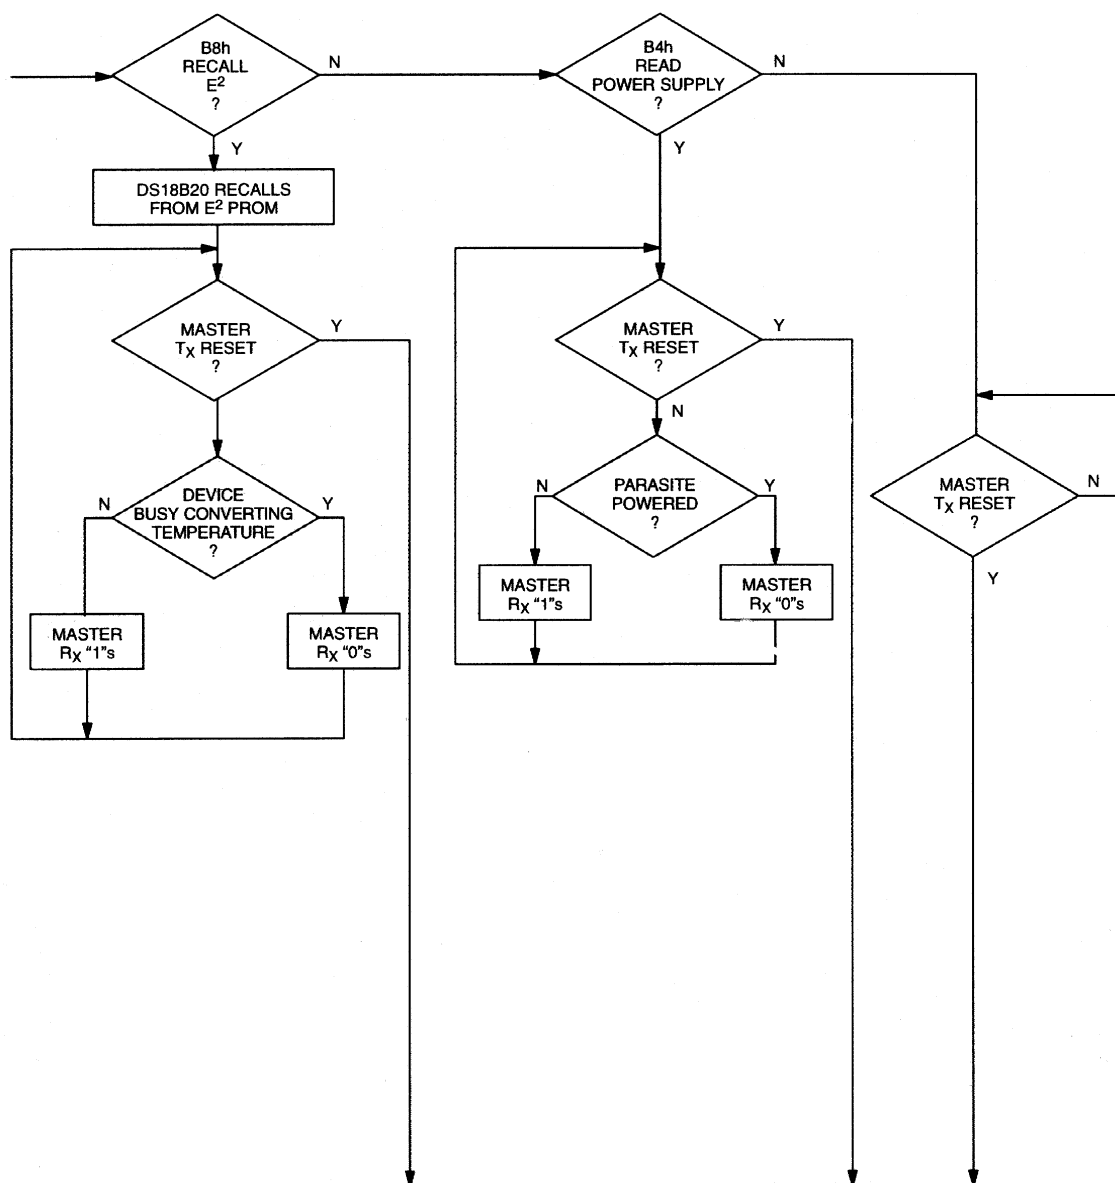 B8h
RECALL
E²
?
N
Y
B4h
READ
POWER SUPPLY
?
N
Y
DS18B20 RECALLS
FROM E² PROM
MASTER
TX RESET
?
Y
MASTER
TX RESET
?
Y
N
DEVICE
BUSY CONVERTING
TEMPERATURE
?
N
Y
PARASITE
POWERED
?
N
Y
MASTER
TX RESET
?
N
Y
MASTER
RX “1”s
MASTER
RX “0”s
MASTER
RX “1”s
MASTER
RX “0”s